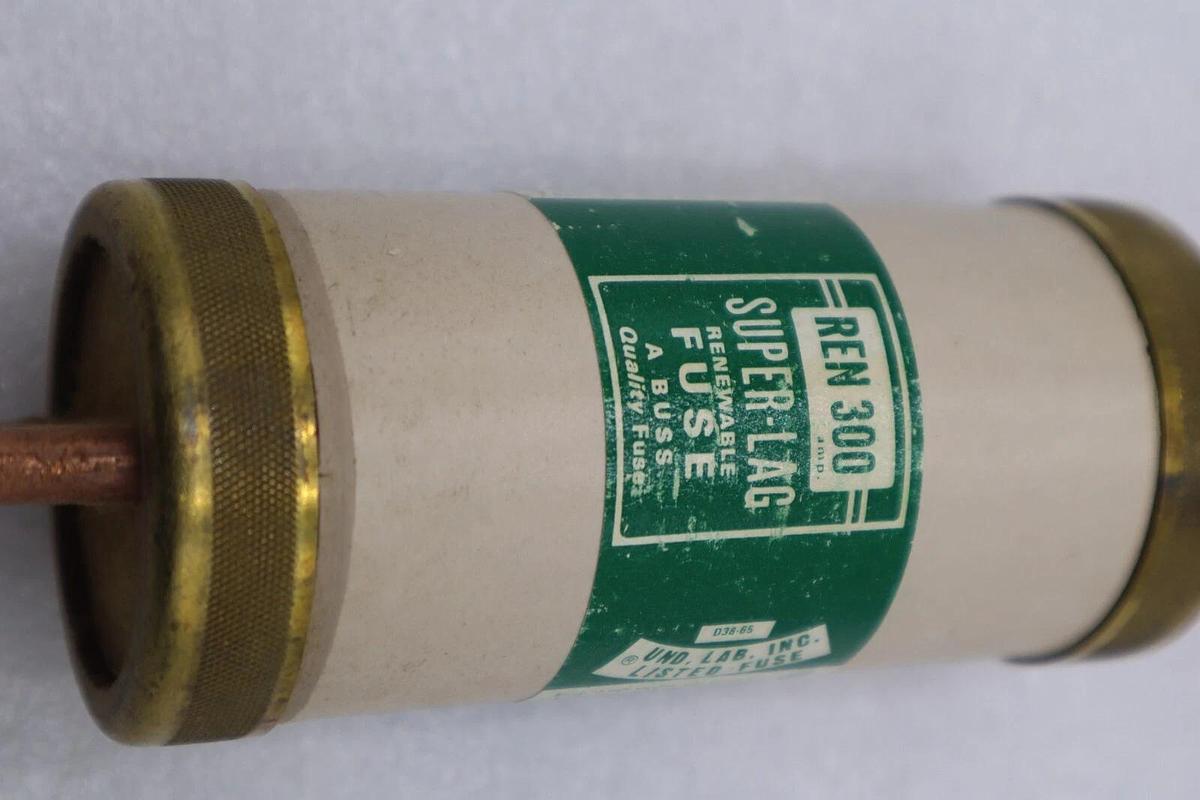 REN 300
amp.
SUPER-LAG
RENEWABLE
FUSE
A BUSS
Quality Fuse
D38-65
® UND. LAB. INC.
LISTED FUSE